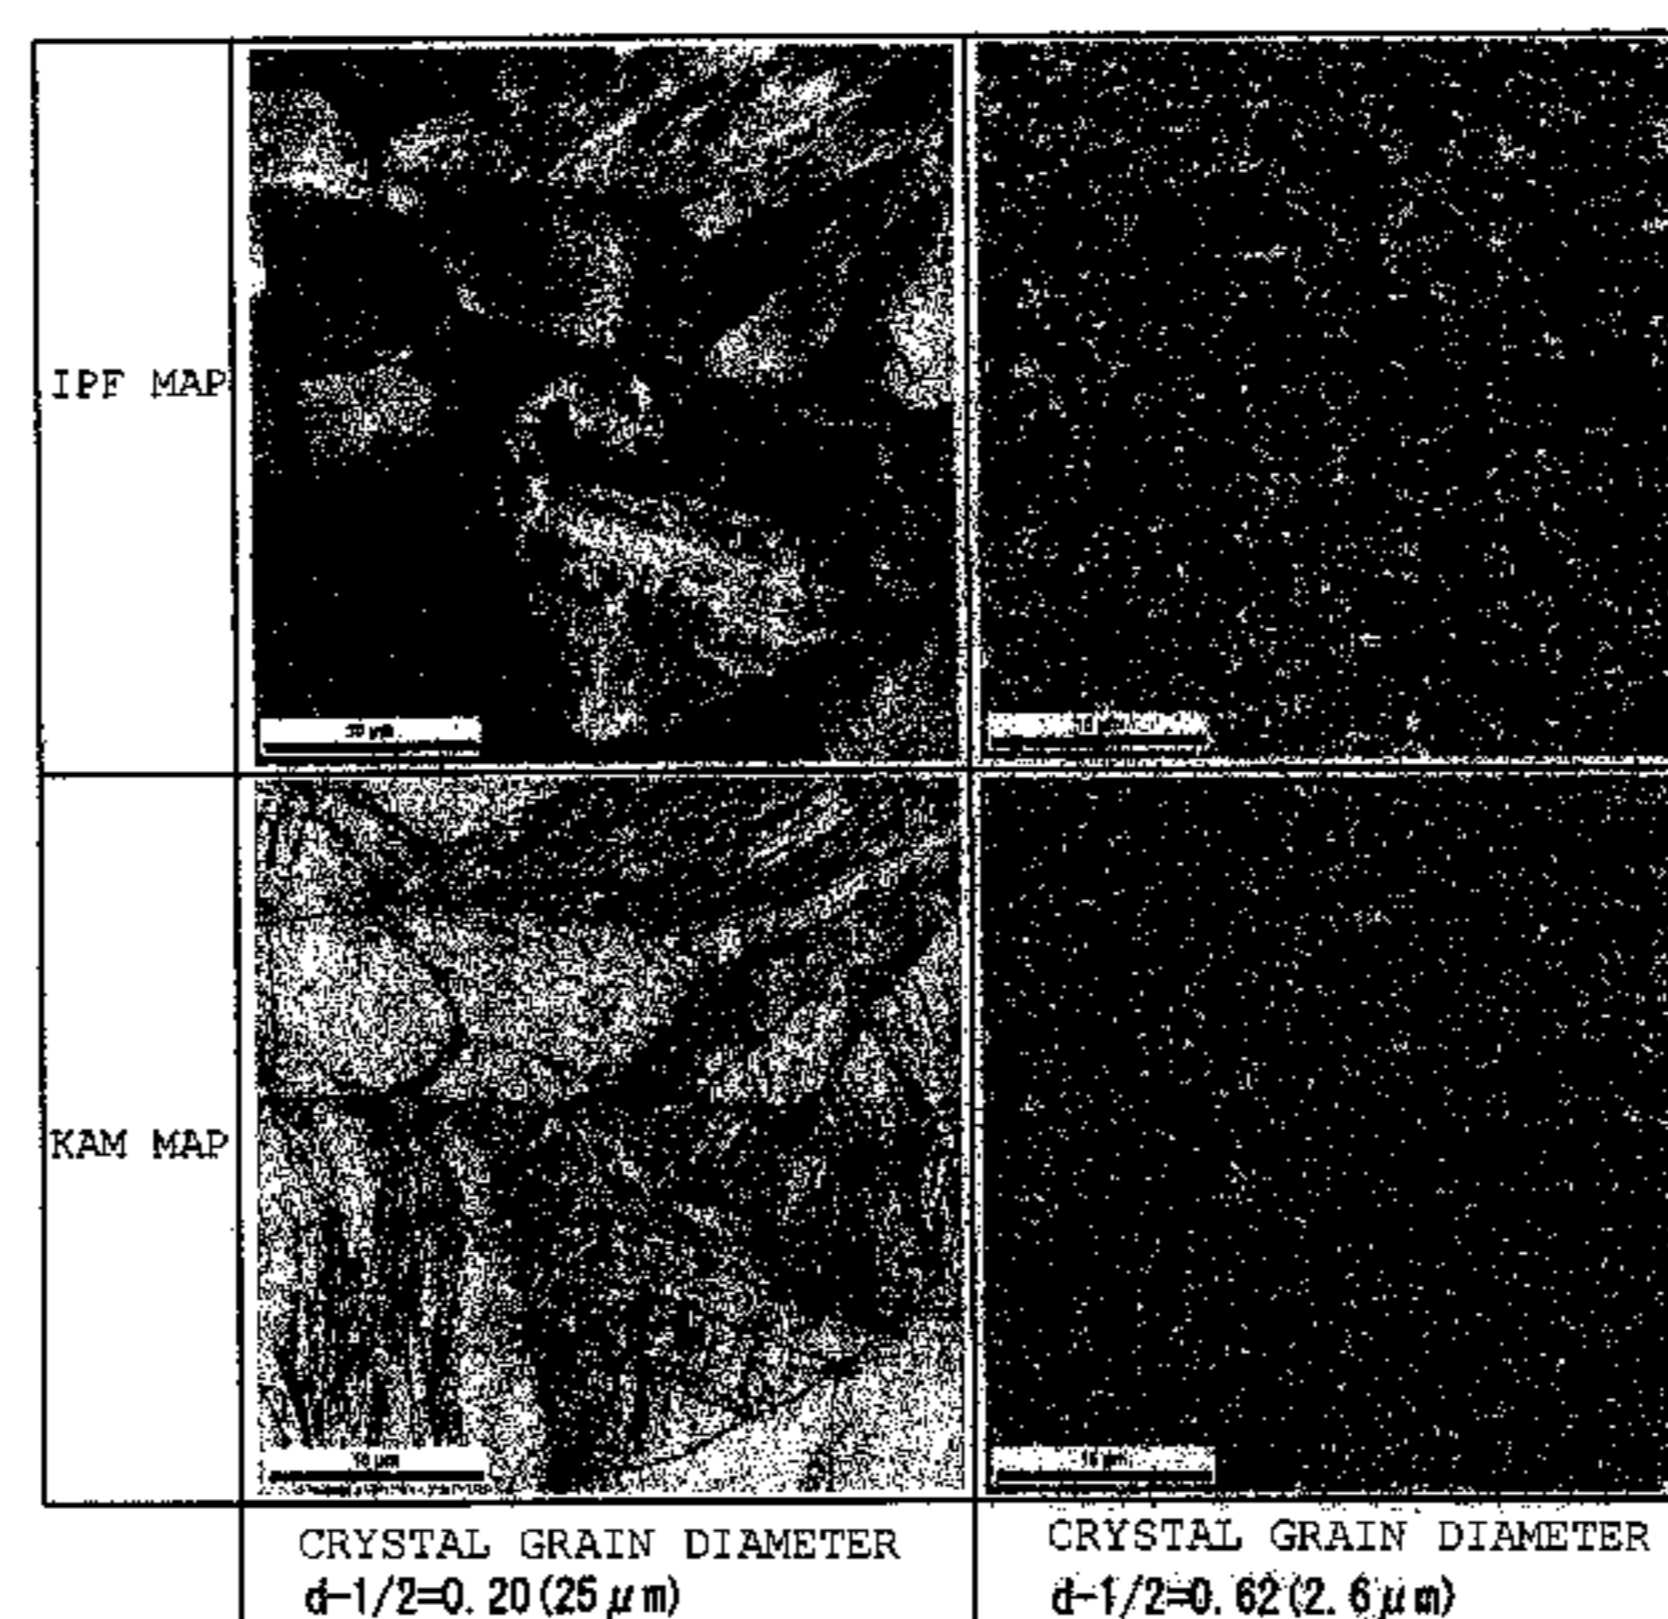 IPF MAP
KAM MAP
CRYSTAL GRAIN DIAMETER
d-1/2=0.20(25μm)
CRYSTAL GRAIN DIAMETER
d-1/2=0.62(2.6μm)